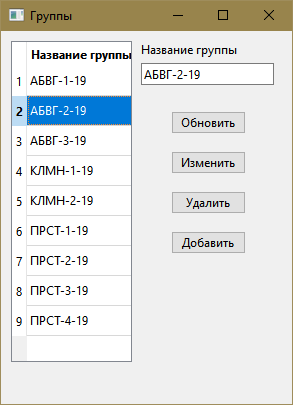 Группы
Название группы
1 АБВГ-1-19
2 АБВГ-2-19
3 АБВГ-3-19
4 КЛМН-1-19
5 КЛМН-2-19
6 ПРСТ-1-19
7 ПРСТ-2-19
8 ПРСТ-3-19
9 ПРСТ-4-19
Название группы
АБВГ-2-19
Обновить
Изменить
Удалить
Добавить